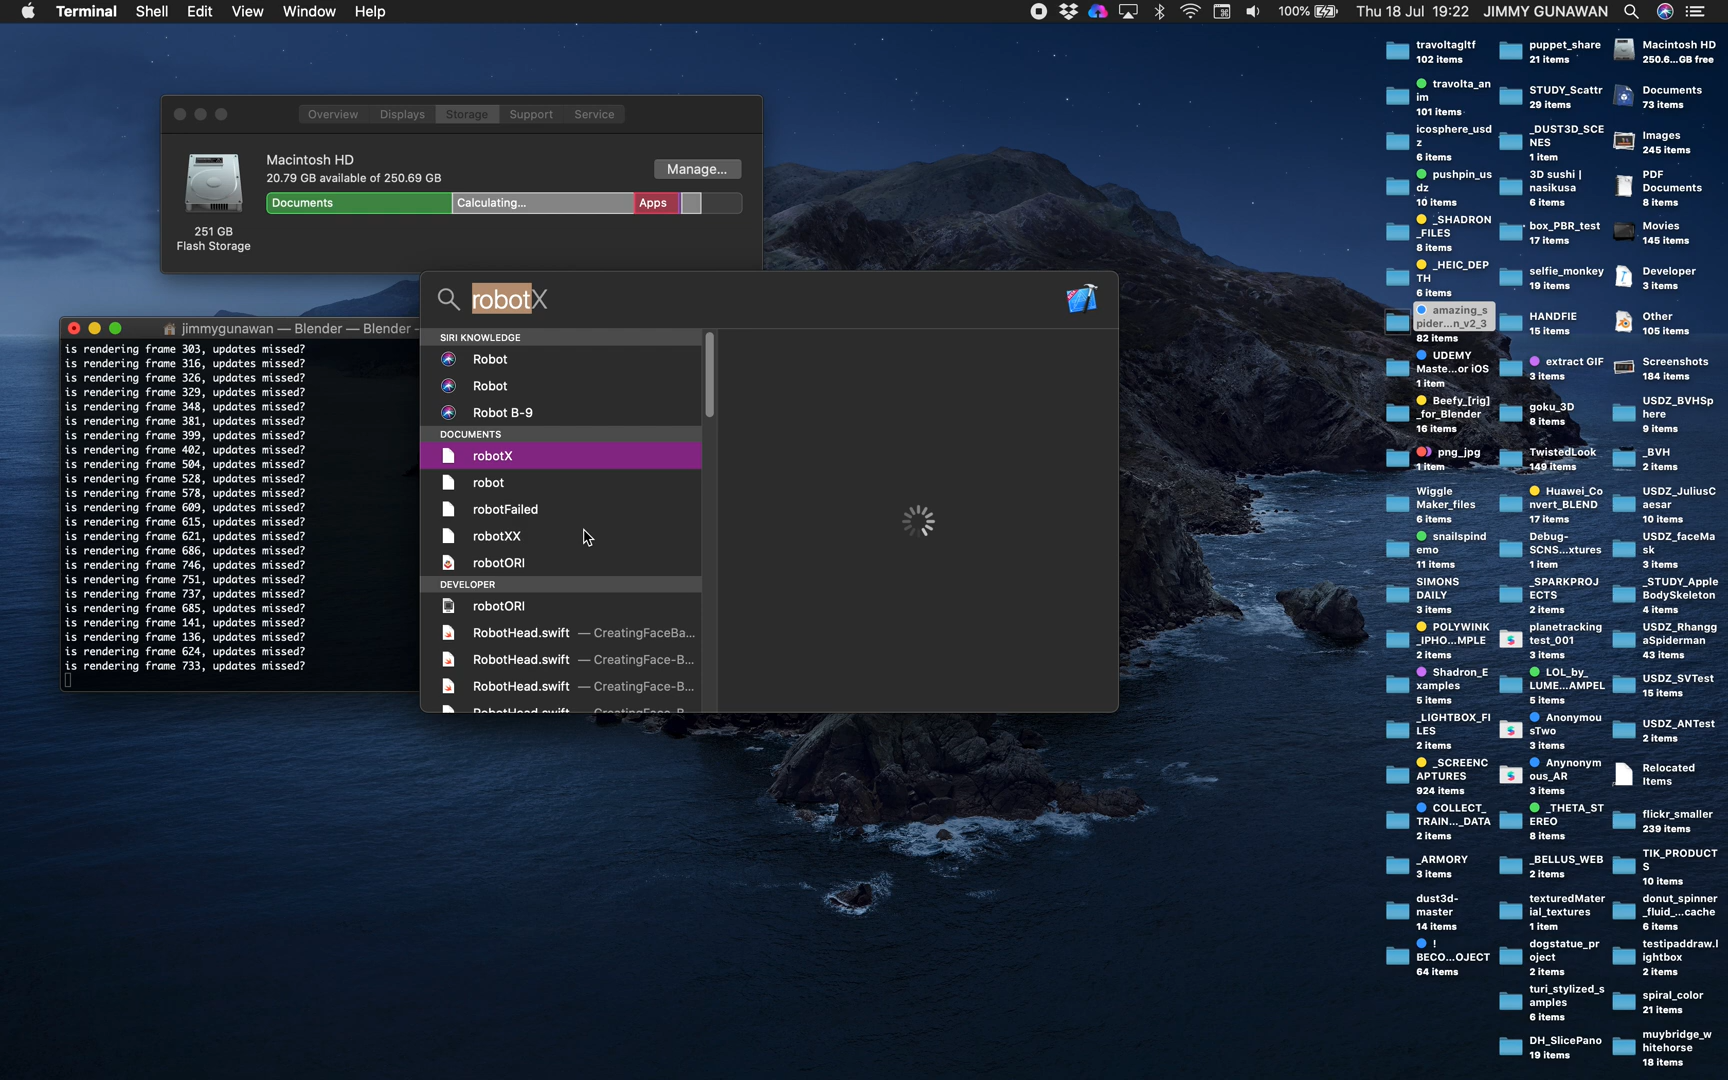 Terminal Shell Edit View Window Help
100% Thu 18 Jul 19:22 JIMMY GUNAWAN
Overview Displays Storage Support Service
Macintosh HD
20.79 GB available of 250.69 GB
Manage...
Documents Calculating... Apps
251 GB
Flash Storage
jimmygunawan — Blender — Blender -
is rendering frame 303, updates missed?
is rendering frame 316, updates missed?
is rendering frame 326, updates missed?
is rendering frame 329, updates missed?
is rendering frame 348, updates missed?
is rendering frame 381, updates missed?
is rendering frame 399, updates missed?
is rendering frame 402, updates missed?
is rendering frame 504, updates missed?
is rendering frame 528, updates missed?
is rendering frame 578, updates missed?
is rendering frame 609, updates missed?
is rendering frame 615, updates missed?
is rendering frame 621, updates missed?
is rendering frame 686, updates missed?
is rendering frame 746, updates missed?
is rendering frame 751, updates missed?
is rendering frame 737, updates missed?
is rendering frame 685, updates missed?
is rendering frame 141, updates missed?
is rendering frame 136, updates missed?
is rendering frame 624, updates missed?
is rendering frame 733, updates missed?
robotX
SIRI KNOWLEDGE
Robot
Robot
Robot B-9
DOCUMENTS
robotX
robot
robotFailed
robotXX
robotORI
DEVELOPER
robotORI
RobotHead.swift — CreatingFaceBa...
RobotHead.swift — CreatingFace-B...
RobotHead.swift — CreatingFace-B...
RobotHead.swift — CreatingFace-B
travoltagltf
102 items
travolta_an
im
101 items
icosphere_usd
z
6 items
pushpin_us
dz
10 items
_SHADRON
_FILES
8 items
_HEIC_DEP
TH
6 items
amazing_s
pider...n_v2_3
82 items
UDEMY
Maste...or iOS
1 item
Beefy_[rig]
_for_Blender
16 items
png_jpg
1 item
Wiggle
Maker_files
6 items
snailspind
emo
11 items
SIMONS
DAILY
3 items
POLYWINK
_IPHO...MPLE
2 items
Shadron_E
xamples
5 items
_LIGHTBOX_FI
LES
2 items
_SCREENC
APTURES
924 items
COLLECT_
TRAIN..._DATA
2 items
_ARMORY
3 items
dust3d-
master
14 items
!
BECO...OJECT
64 items
puppet_share
21 items
STUDY_Scattr
29 items
_DUST3D_SCE
NES
1 item
3D sushi |
nasikusa
6 items
box_PBR_test
17 items
selfie_monkey
19 items
HANDFIE
15 items
extract GIF
3 items
goku_3D
8 items
TwistedLook
149 items
Huawei_Co
nvert_BLEND
17 items
Debug-
SCNS...xtures
1 item
_SPARKPROJ
ECTS
2 items
planetracking
test_001
3 items
LOL_by_
LUME...AMPEL
5 items
Anonymou
sTwo
3 items
Anynonym
ous_AR
3 items
_THETA_ST
EREO
8 items
_BELLUS_WEB
2 items
texturedMater
ial_textures
1 item
dogstatue_pr
oject
2 items
turi_stylized_s
amples
6 items
DH_SlicePano
19 items
Macintosh HD
250.6...GB free
Documents
73 items
Images
245 items
PDF
Documents
8 items
Movies
145 items
Developer
3 items
Other
105 items
Screenshots
184 items
USDZ_BVHSp
here
9 items
_BVH
2 items
USDZ_JuliusC
aesar
10 items
USDZ_faceMa
sk
3 items
_STUDY_Apple
BodySkeleton
4 items
USDZ_Rhangg
aSpiderman
43 items
USDZ_SVTest
15 items
USDZ_ANTest
2 items
Relocated
Items
flickr_smaller
239 items
TIK_PRODUCT
S
10 items
donut_spinner
_fluid_...cache
6 items
testipaddraw.l
ightbox
2 items
spiral_color
21 items
muybridge_w
hitehorse
18 items